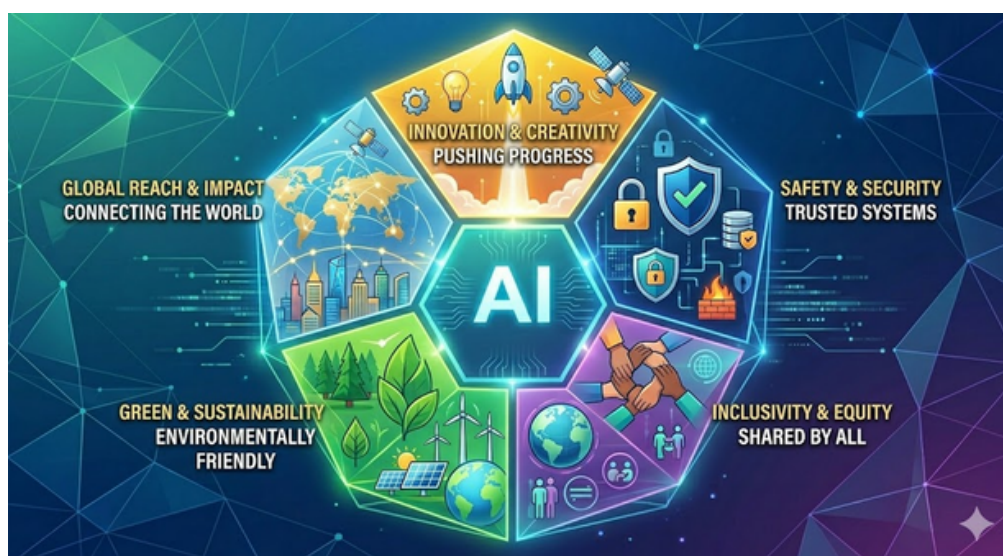 INNOVATION & CREATIVITY
PUSHING PROGRESS
GLOBAL REACH & IMPACT
CONNECTING THE WORLD
SAFETY & SECURITY
TRUSTED SYSTEMS
AI
GREEN & SUSTAINABILITY
ENVIRONMENTALLY
FRIENDLY
INCLUSIVITY & EQUITY
SHARED BY ALL